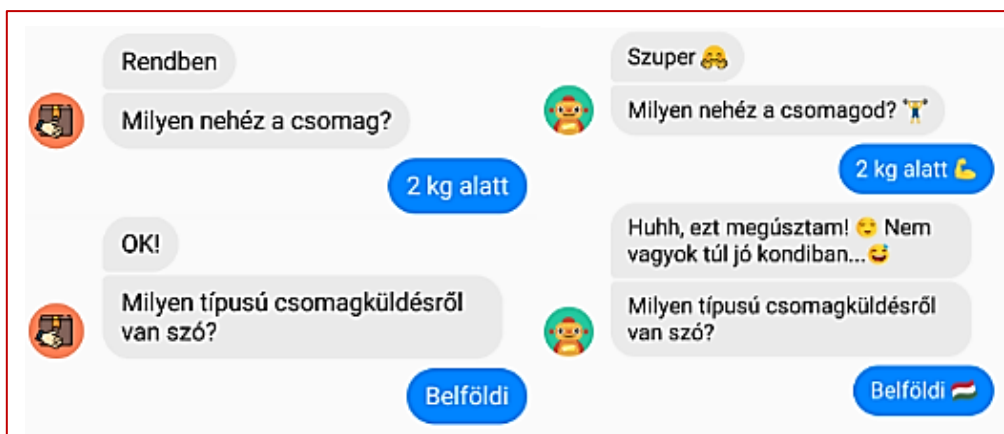 Rendben
Milyen nehéz a csomag?
2 kg alatt
OK!
Milyen típusú csomagküldésről
van szó?
Belföldi
Szuper 🤗
Milyen nehéz a csomagod? 🏋️
2 kg alatt 💪
Huhh, ezt megúsztam! 😌 Nem
vagyok túl jó kondiban...😅
Milyen típusú csomagküldésről
van szó?
Belföldi 🇭🇺